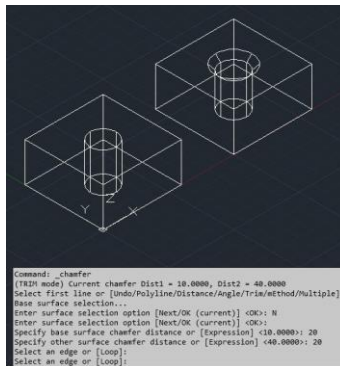 Y
Z
X
Command: _chamfer
(TRIM mode) Current chamfer Dist1 = 10.0000, Dist2 = 40.0000
Select first line or [Undo/Polyline/Distance/Angle/Trim/mEthod/Multiple]
Base surface selection...
Enter surface selection option [Next/OK (current)] <OK>: N
Enter surface selection option [Next/OK (current)] <OK>:
Specify base surface chamfer distance or [Expression] <10.0000>: 20
Specify other surface chamfer distance or [Expression] <40.0000>: 20
Select an edge or [Loop]:
Select an edge or [Loop]: